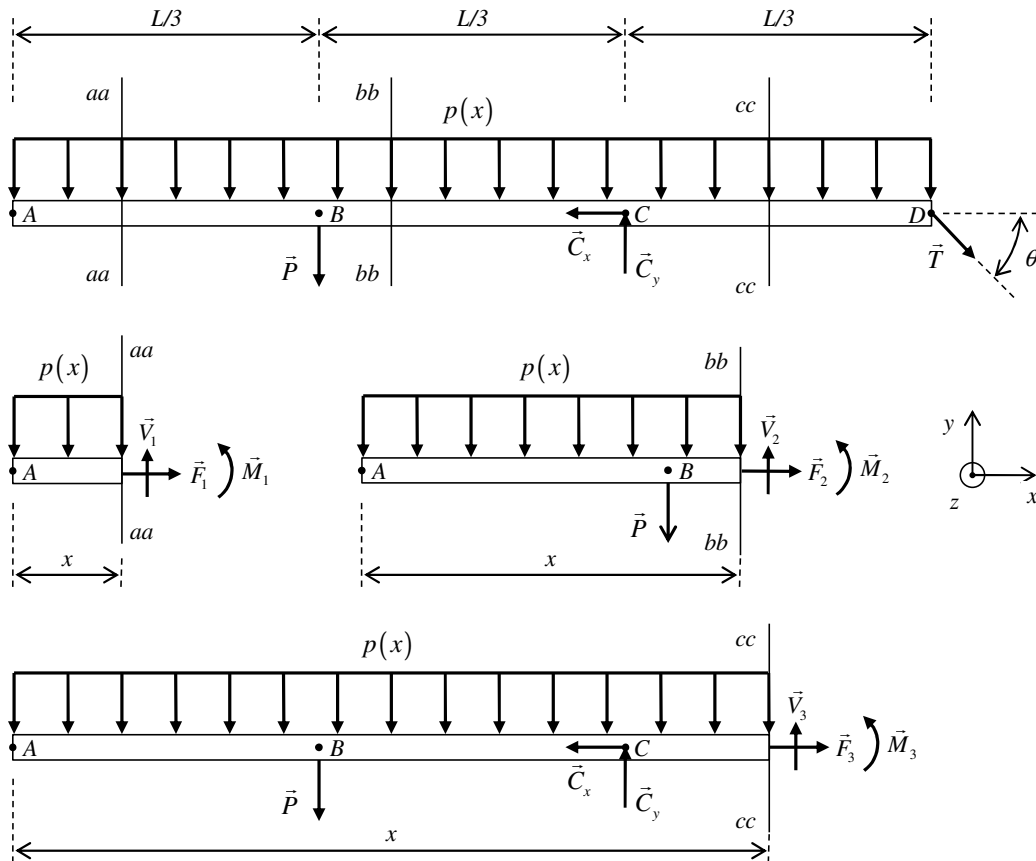 L/3 L/3 L/3
aa bb cc
p(x)
A B C D
P⃗ C⃗x C⃗y T⃗ θ
aa bb cc
aa bb
p(x) p(x)
V⃗1 V⃗2
A F⃗1 M⃗1 A B F⃗2 M⃗2
y
z x
P⃗
aa bb
x x
cc
p(x)
V⃗3
A B C F⃗3 M⃗3
P⃗ C⃗x C⃗y
cc
x